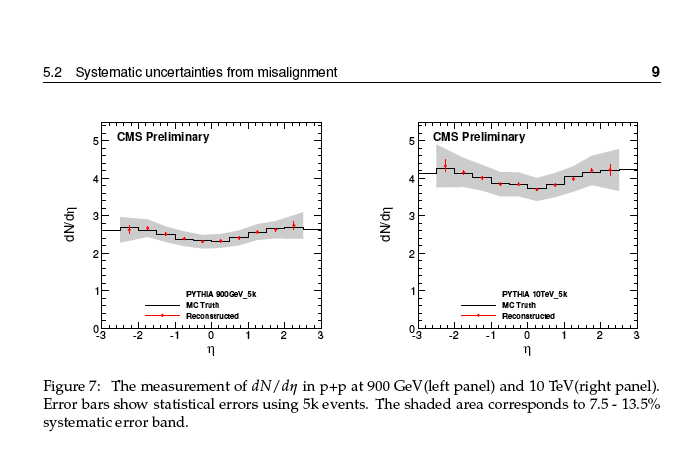 5.2 Systematic uncertainties from misalignment 9
CMS Preliminary
dN/dη
5
4
3
2
1
0
-3 -2 -1 0 1 2 3
η
PYTHIA 900GeV_5k
MC Truth
Reconstructed
CMS Preliminary
dN/dη
5
4
3
2
1
0
-3 -2 -1 0 1 2 3
η
PYTHIA 10TeV_5k
MC Truth
Reconstructed
Figure 7: The measurement of dN/dη in p+p at 900 GeV(left panel) and 10 TeV(right panel).
Error bars show statistical errors using 5k events. The shaded area corresponds to 7.5 - 13.5%
systematic error band.